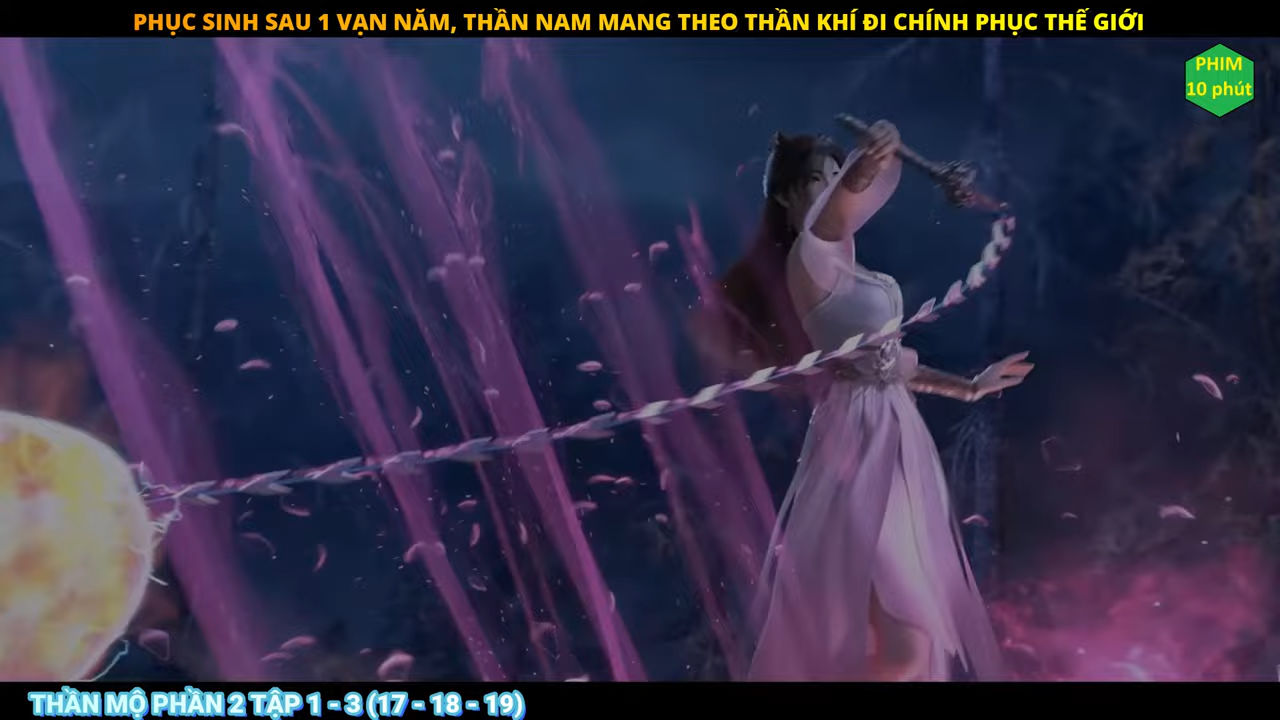 PHỤC SINH SAU 1 VẠN NĂM, THẦN NAM MANG THEO THẦN KHÍ ĐI CHÍNH PHỤC THẾ GIỚI
PHIM
10 phút
THẦN MỘ PHẦN 2 TẬP 1 - 3 (17 - 18 - 19)